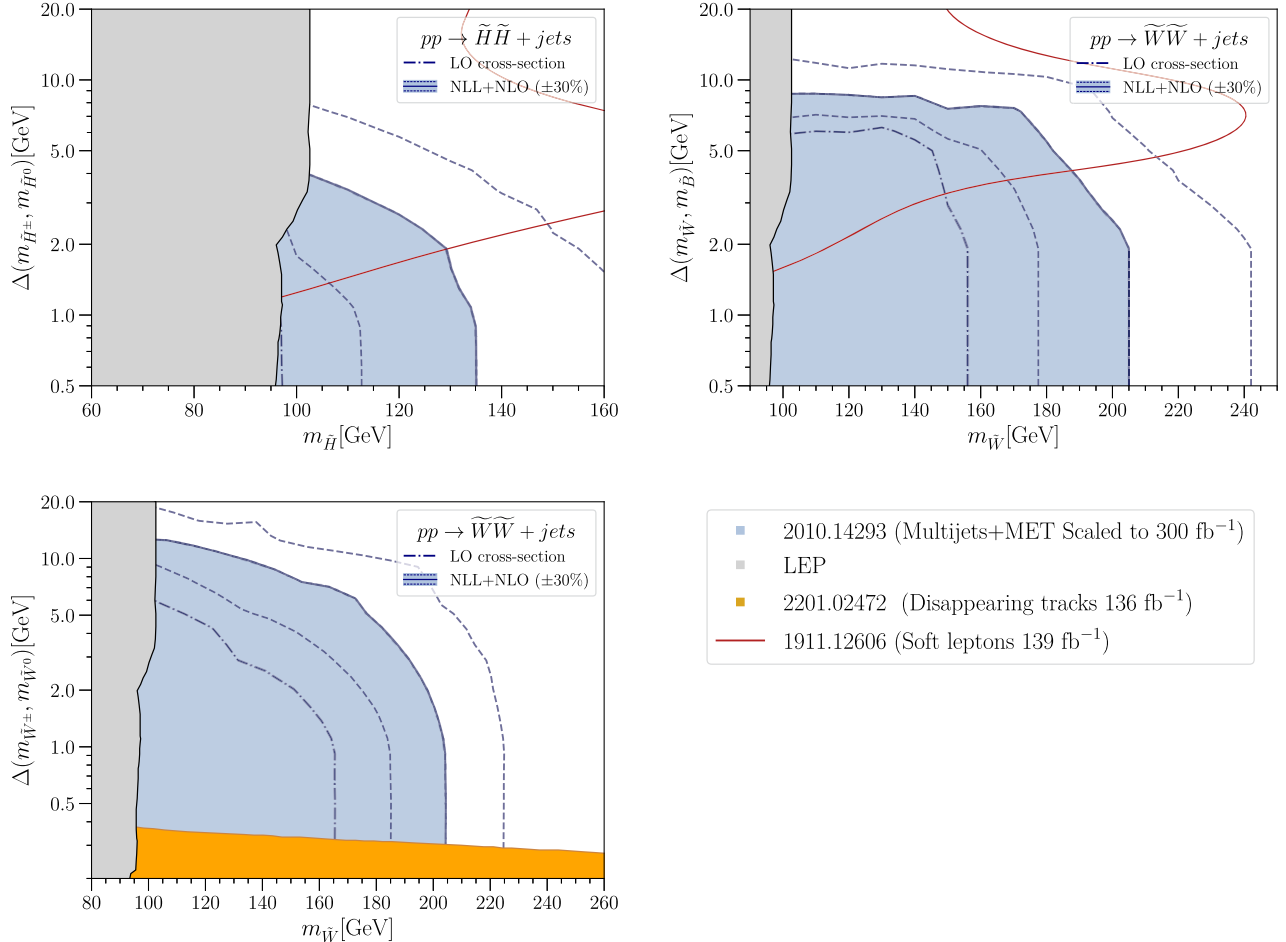 20.0
10.0
5.0
2.0
1.0
0.5
Δ(m_{H̃^±}, m_{H̃^0})[GeV]
pp → H̃H̃ + jets
LO cross-section
NLL+NLO (±30%)
60 80 100 120 140 160
m_{H̃}[GeV]
20.0
10.0
5.0
2.0
1.0
0.5
Δ(m_{W̃}, m_{B̃})[GeV]
pp → W̃W̃ + jets
LO cross-section
NLL+NLO (±30%)
100 120 140 160 180 200 220 240
m_{W̃}[GeV]
20.0
10.0
5.0
2.0
1.0
0.5
Δ(m_{W̃^±}, m_{W̃^0})[GeV]
pp → W̃W̃ + jets
LO cross-section
NLL+NLO (±30%)
80 100 120 140 160 180 200 220 240 260
m_{W̃}[GeV]
2010.14293 (Multijets+MET Scaled to 300 fb⁻¹)
LEP
2201.02472 (Disappearing tracks 136 fb⁻¹)
1911.12606 (Soft leptons 139 fb⁻¹)